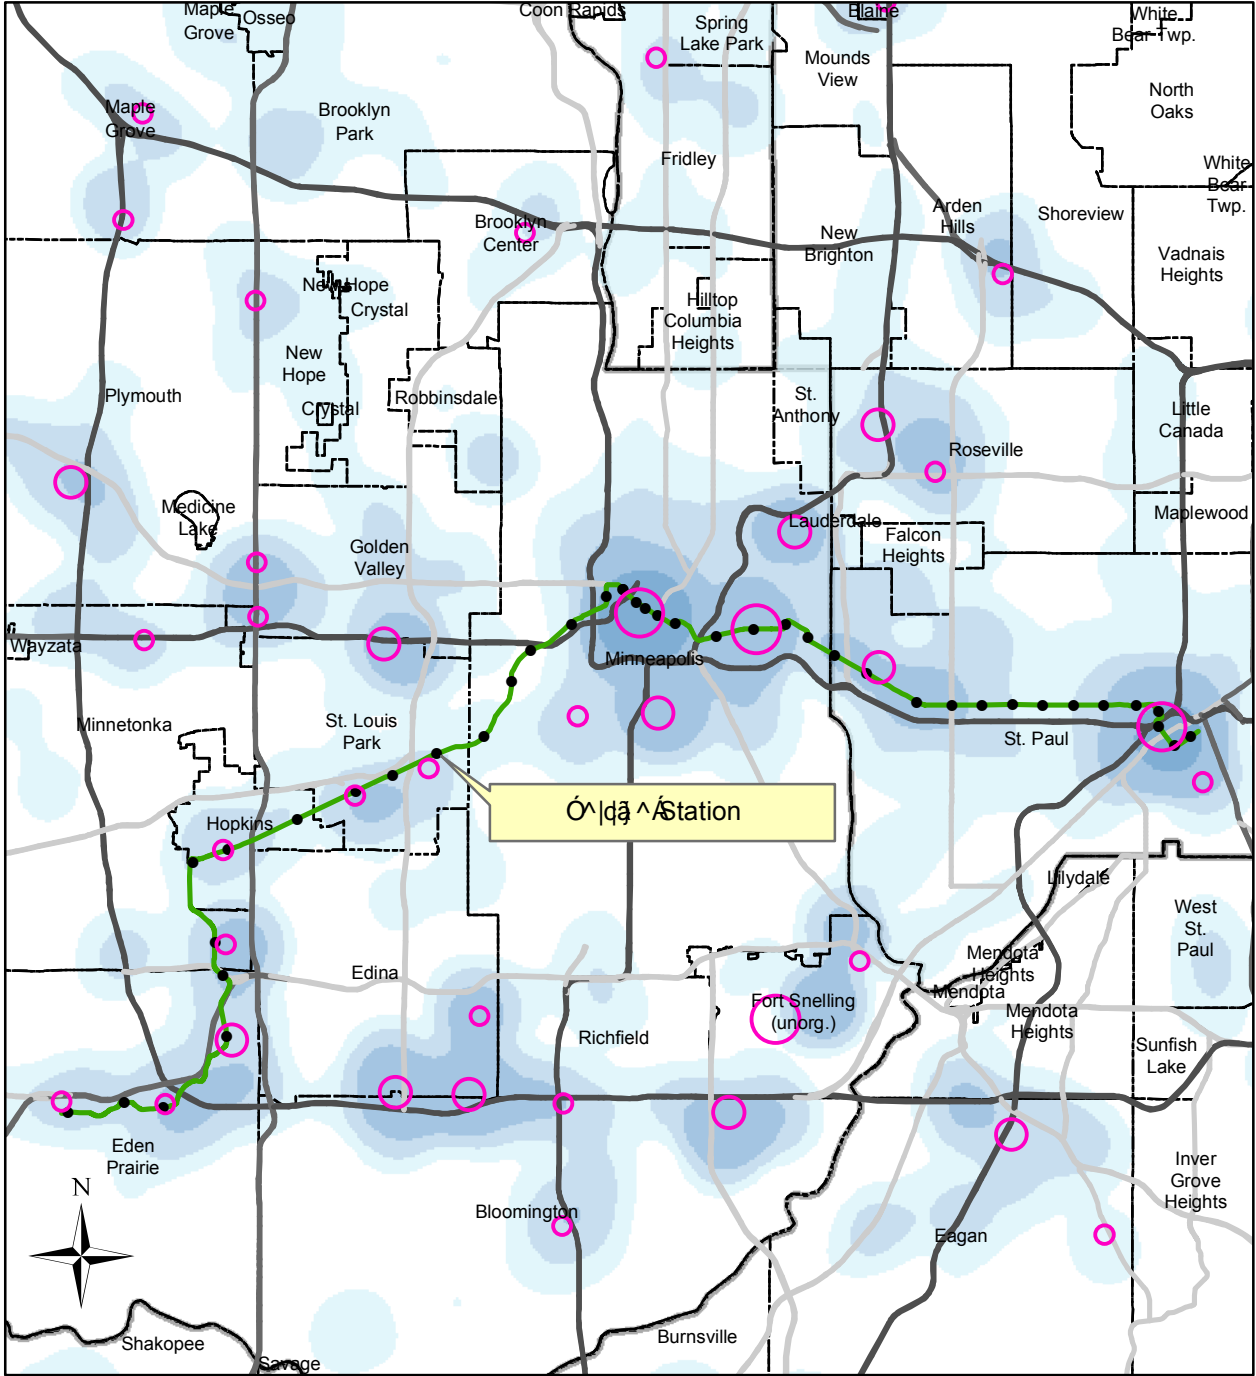 Maple
Grove
Osseo
Coon Rapids
Spring
Lake Park
Blaine
White
Bear Twp.
Mounds
View
North
Oaks
Maple
Grove
Brooklyn
Park
Fridley
White
Bear
Twp.
Arden
Hills
Shoreview
Brooklyn
Center
New
Brighton
Vadnais
Heights
New Hope
Crystal
Hilltop
Columbia
Heights
New
Hope
Plymouth
Crystal
Robbinsdale
St.
Anthony
Little
Canada
Roseville
Medicine
Lake
Lauderdale
Maplewood
Golden
Valley
Falcon
Heights
Wayzata
Minneapolis
Minnetonka
St. Louis
Park
St. Paul
Station
Hopkins
Lilydale
West
St.
Paul
Edina
Mendota
Heights
Mendota
Fort Snelling
(unorg.)
Mendota
Heights
Richfield
Sunfish
Lake
Eden
Prairie
N
Inver
Grove
Heights
Bloomington
Eagan
Shakopee
Burnsville
Savage